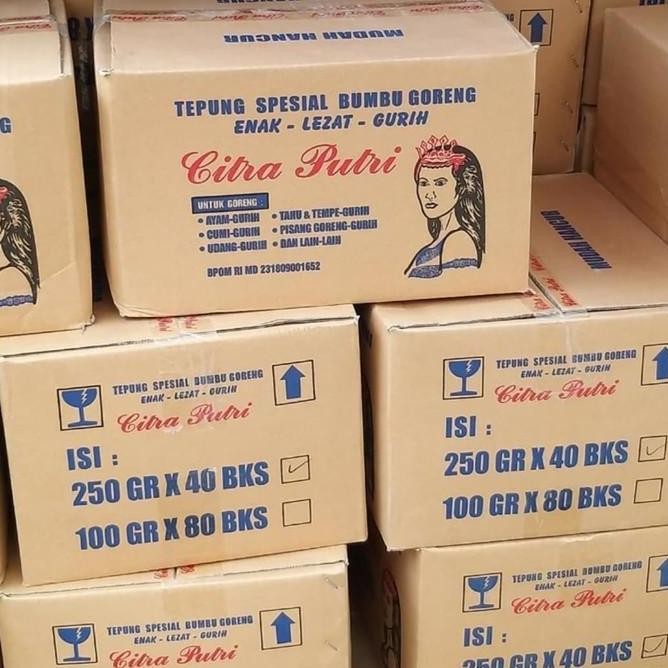 MUDAH HANCUR
TEPUNG SPESIAL BUMBU GORENG
ENAK - LEZAT - GURIH
Citra Putri
UNTUK GORENG :
• AYAM-GURIH
• CUMI-GURIH
• UDANG-GURIH
• TAHU & TEMPE-GURIH
• PISANG GORENG-GURIH
• DAN LAIN-LAIN
BPOM RI MD 231809001652
G
MUDAH HANCUR
TEPUNG SPESIAL BUMBU GORENG
ENAK - LEZAT - GURIH
Citra Putri
ISI :
250 GR X 40 BKS
100 GR X 80 BKS
TEPUNG SPESIAL BUMBU GORENG
ENAK - LEZAT - GURIH
Citra Putri
ISI :
250 GR X 40 BKS
100 GR X 80 BKS
TEPUNG SPESIAL BUMBU GORENG
ENAK - LEZAT - GURIH
Citra Putri
TEPUNG SPESIAL BUMBU GORENG
ENAK - LEZAT - GURIH
Citra Putri
ISI :
250 GR X 40 BKS